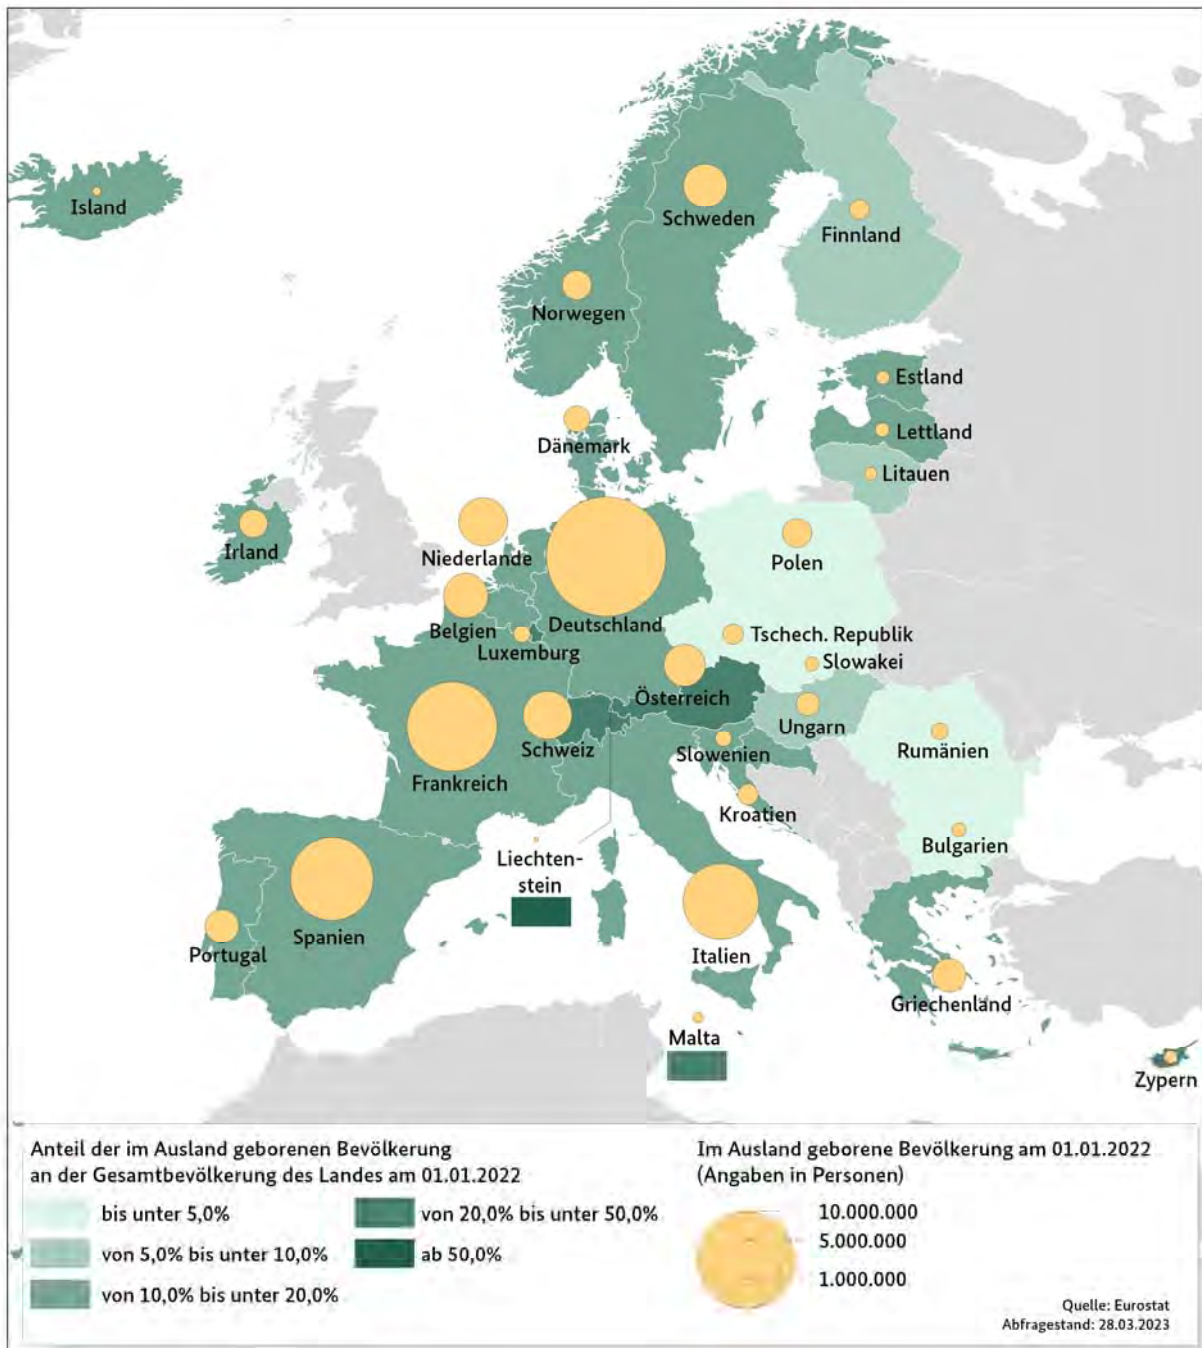 Island
Schweden
Finnland
Norwegen
Estland
Dänemark
Lettland
Litauen
Irland
Niederlande
Polen
Belgien
Deutschland
Luxemburg
Tschech. Republik
Slowakei
Österreich
Ungarn
Schweiz
Slowenien
Rumänien
Frankreich
Kroatien
Bulgarien
Liechten-
stein
Spanien
Portugal
Italien
Griechenland
Malta
Zypern
Anteil der im Ausland geborenen Bevölkerung
an der Gesamtbevölkerung des Landes am 01.01.2022
bis unter 5,0%
von 5,0% bis unter 10,0%
von 10,0% bis unter 20,0%
von 20,0% bis unter 50,0%
ab 50,0%
Im Ausland geborene Bevölkerung am 01.01.2022
(Angaben in Personen)
10.000.000
5.000.000
1.000.000
Quelle: Eurostat
Abfragestand: 28.03.2023